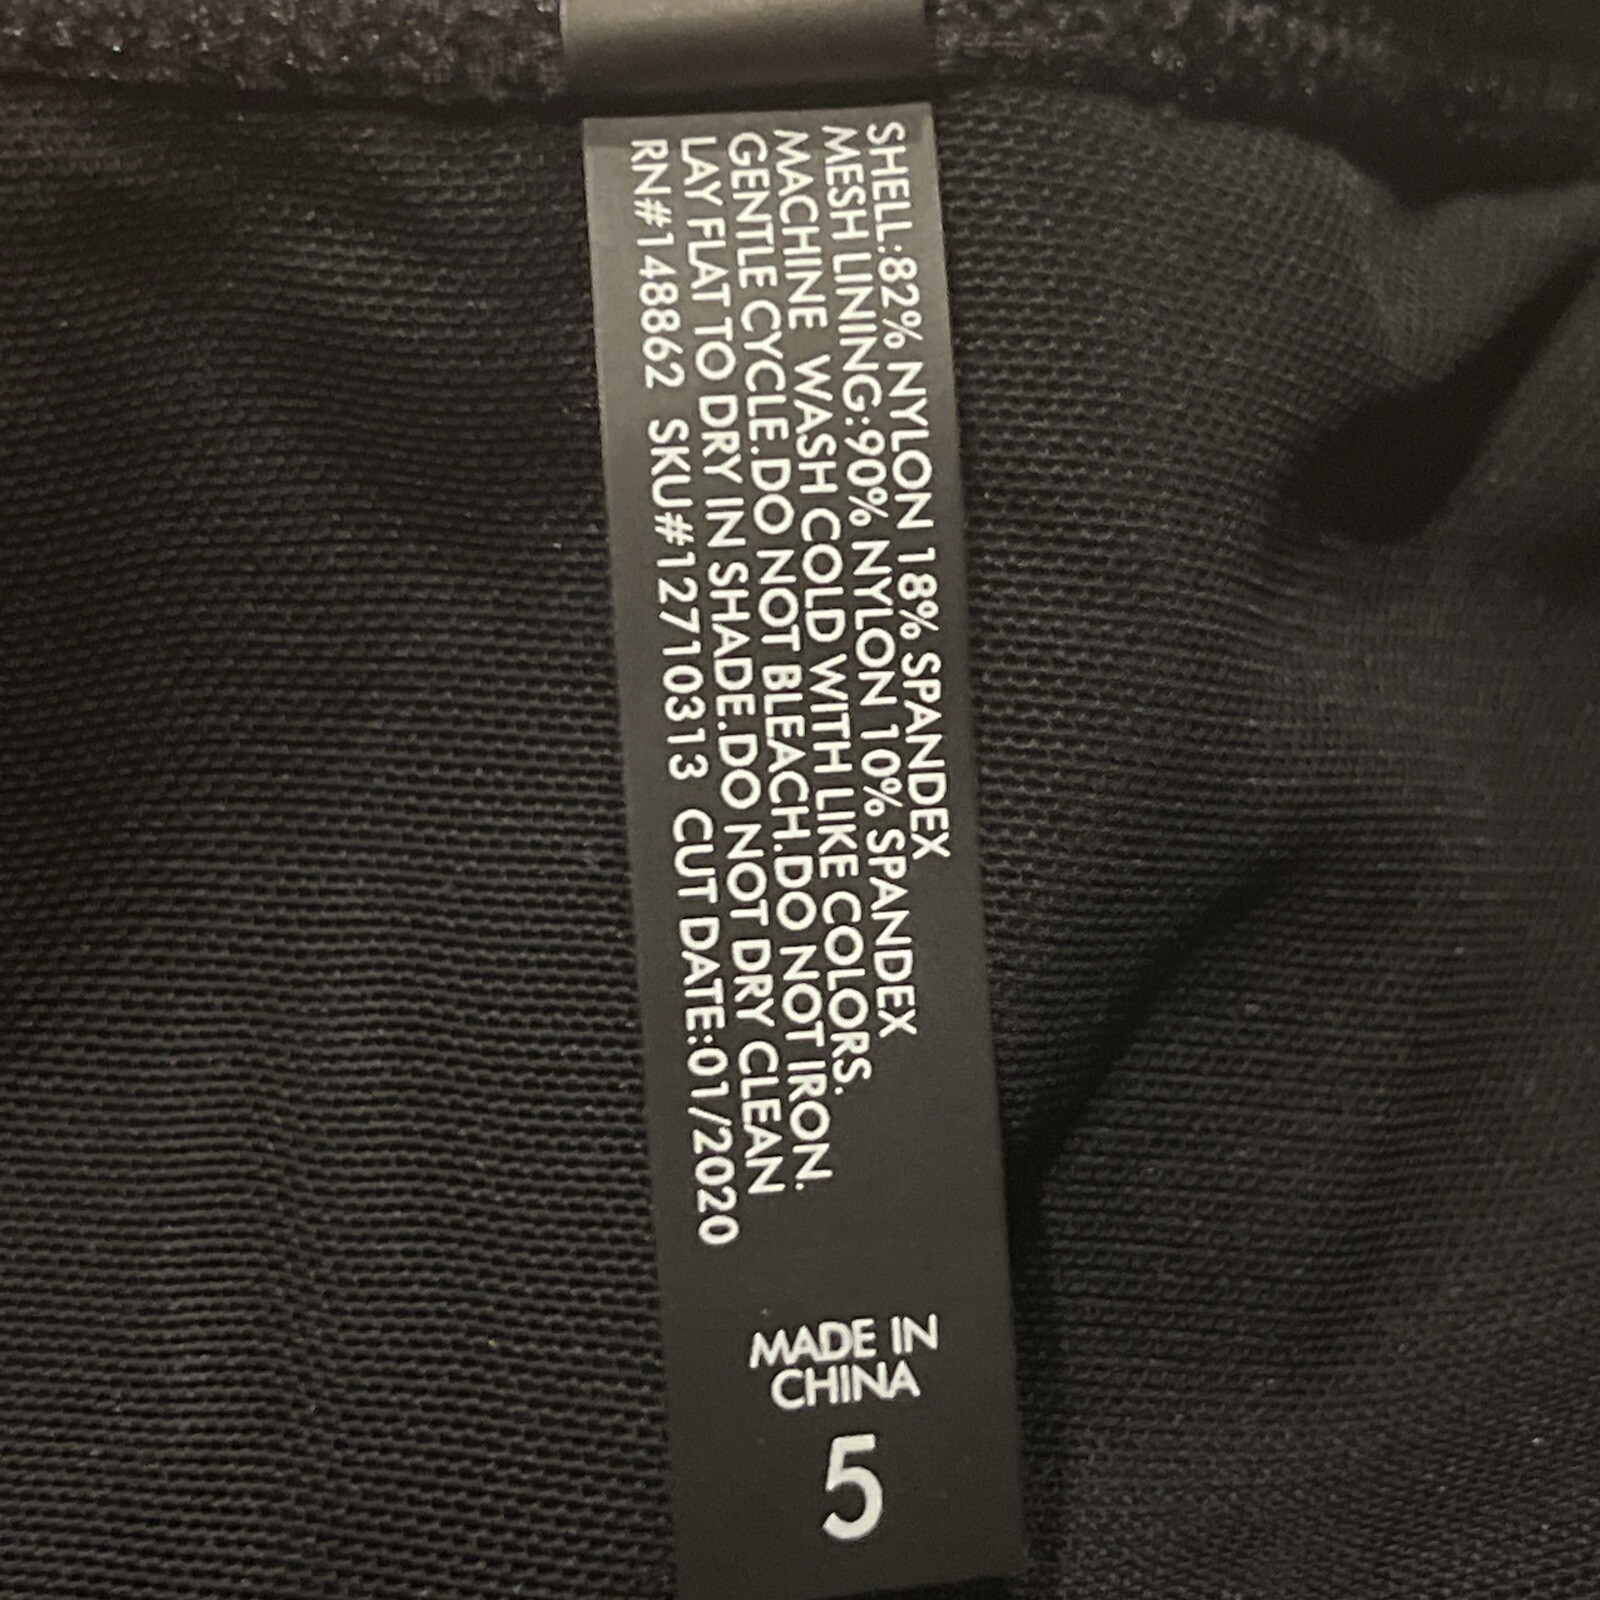 SHELL:82% NYLON 18% SPANDEX
MESH LINING:90% NYLON 10% SPANDEX
MACHINE WASH COLD WITH LIKE COLORS.
GENTLE CYCLE.DO NOT BLEACH.DO NOT IRON.
LAY FLAT TO DRY IN SHADE.DO NOT DRY CLEAN
RN#148862 SKU#12710313 CUT DATE:01/2020
MADE IN
CHINA
5